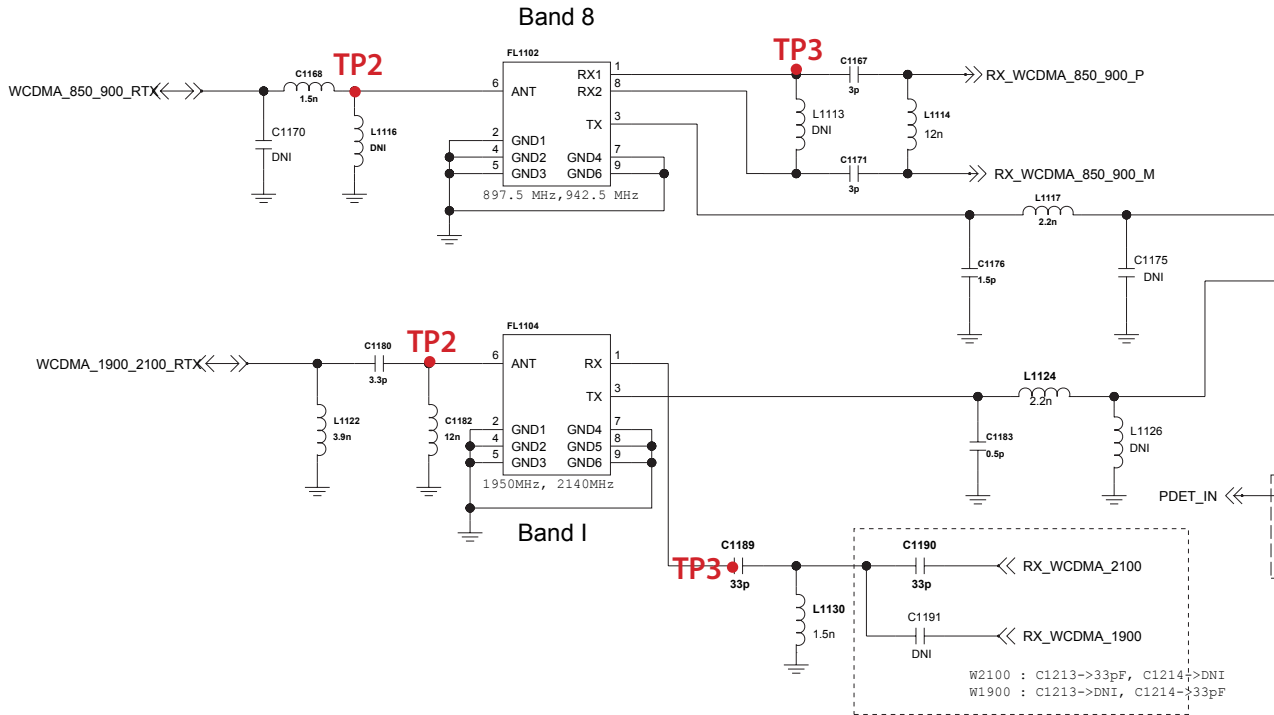 Band 8
FL1102
WCDMA_850_900_RTX
C1168
1.5n
TP2
C1170
DNI
L1116
DNI
6
ANT
RX1
1
RX2
8
TX
3
2
GND1
4
GND2
5
GND3
GND4
7
GND6
9
897.5 MHz,942.5 MHz
TP3
C1167
3p
L1113
DNI
L1114
12n
C1171
3p
RX_WCDMA_850_900_P
RX_WCDMA_850_900_M
L1117
2.2n
C1176
1.5p
C1175
DNI
FL1104
WCDMA_1900_2100_RTX
C1180
3.3p
TP2
L1122
3.9n
C1182
12n
6
ANT
RX
1
TX
3
2
GND1
4
GND2
5
GND3
GND4
7
GND5
8
GND6
9
1950MHz, 2140MHz
Band I
L1124
2.2n
C1183
0.5p
L1126
DNI
PDET_IN
TP3
C1189
33p
L1130
1.5n
C1190
33p
RX_WCDMA_2100
C1191
DNI
RX_WCDMA_1900
W2100 : C1213->33pF, C1214->DNI
W1900 : C1213->DNI, C1214->33pF